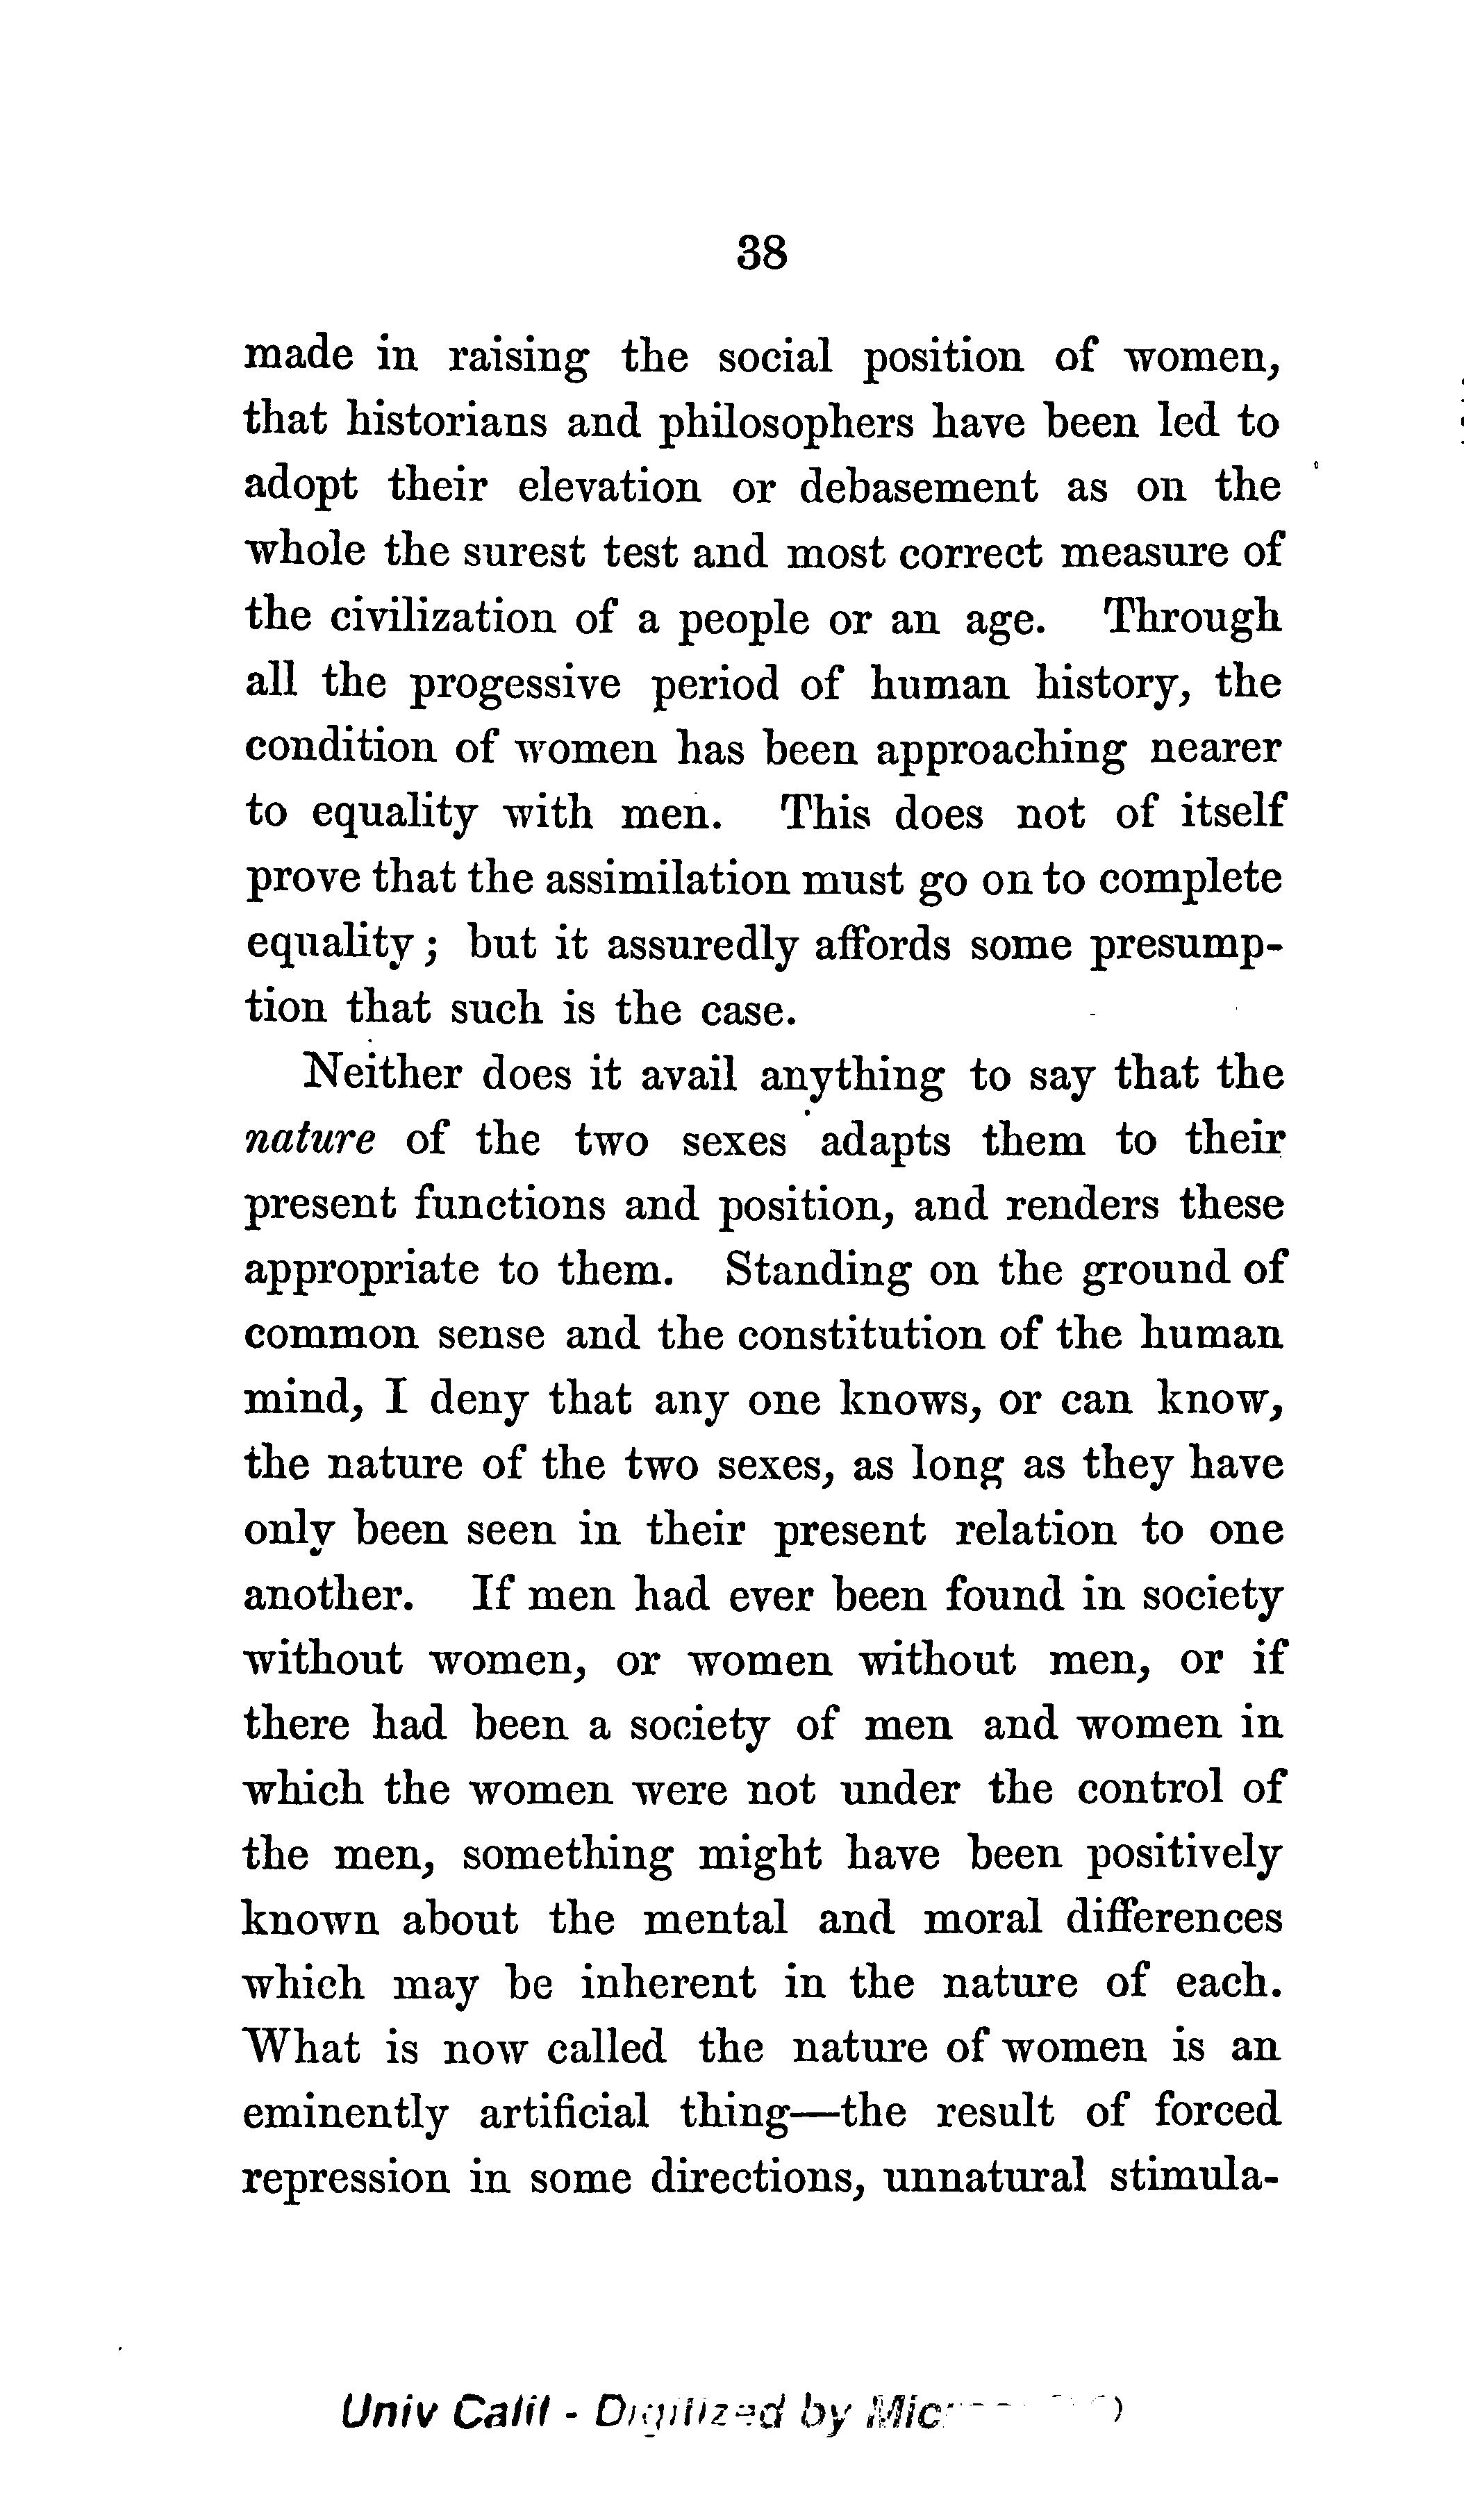 38
made in raising the social position of women,
that historians and philosophers have been led to
adopt their elevation or debasement as on the
whole the surest test and most correct measure of
the civilization of a people or an age. Through
all the progessive period of human history, the
condition of women has been approaching nearer
to equality with men. This does not of itself
prove that the assimilation must go on to complete
equality; but it assuredly affords some presump-
tion that such is the case.
Neither does it avail anything to say that the
nature of the two sexes adapts them to their
present functions and position, and renders these
appropriate to them. Standing on the ground of
common sense and the constitution of the human
mind, I deny that any one knows, or can know,
the nature of the two sexes, as long as they have
only been seen in their present relation to one
another. If men had ever been found in society
without women, or women without men, or if
there had been a society of men and women in
which the women were not under the control of
the men, something might have been positively
known about the mental and moral differences
which may be inherent in the nature of each.
What is now called the nature of women is an
eminently artificial thing—the result of forced
repression in some directions, unnatural stimula-
Univ Calif - Digitized by